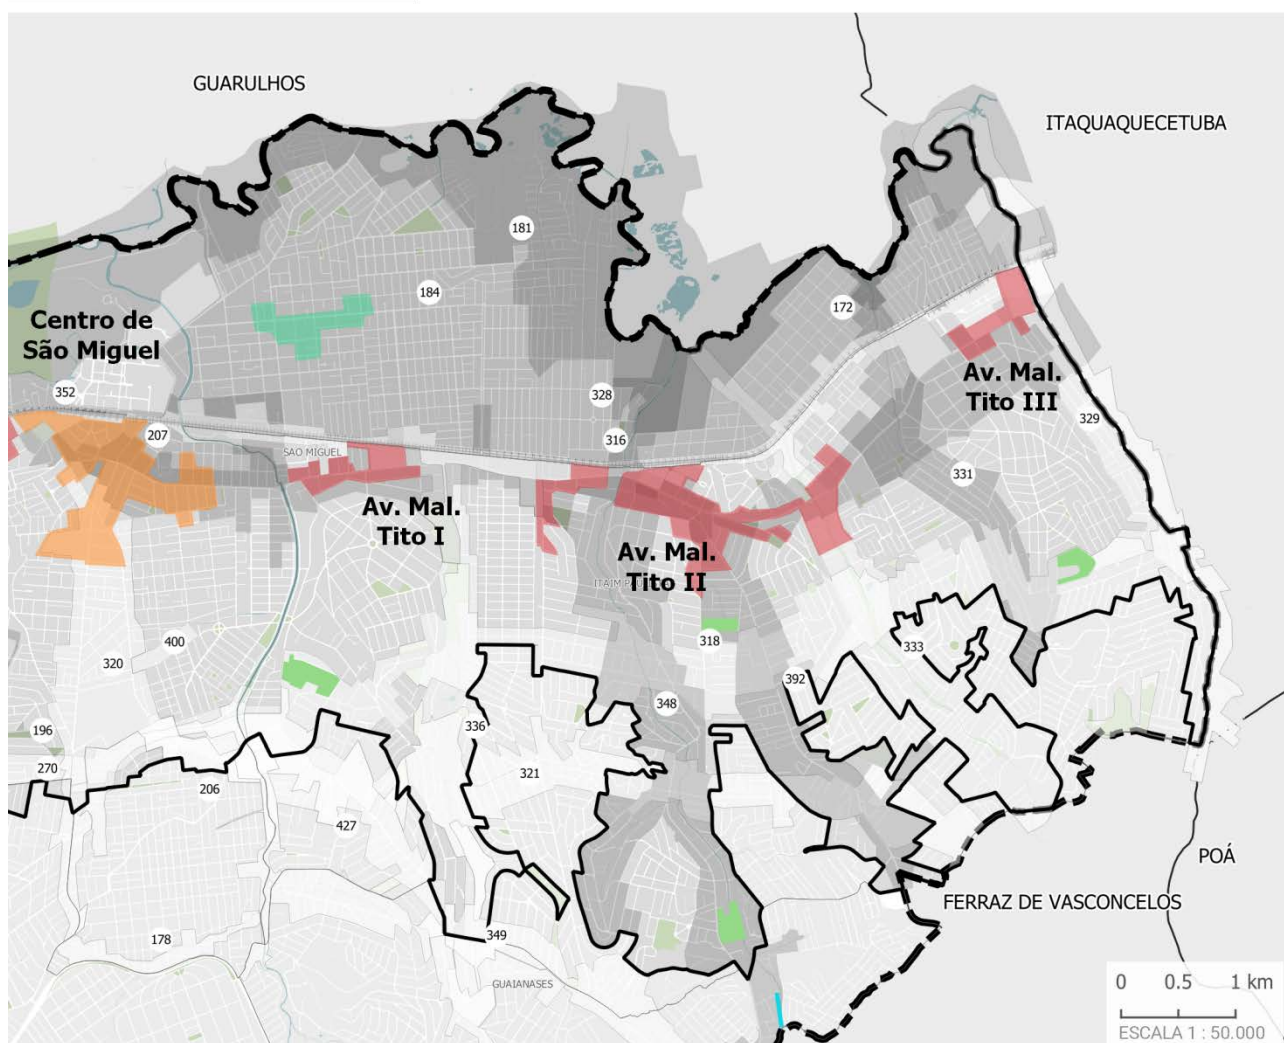 GUARULHOS
ITAQUAQUECETUBA
181
184
172
Centro de
São Miguel
352
Av. Mal.
Tito III
328
329
207
316
SAO MIGUEL
331
Av. Mal.
Tito I
Av. Mal.
Tito II
ITAIM PAU
400
318
333
320
392
348
196
336
270
321
206
427
POÁ
FERRAZ DE VASCONCELOS
178
349
GUAIANASES
0 0.5 1 km
ESCALA 1 : 50.000